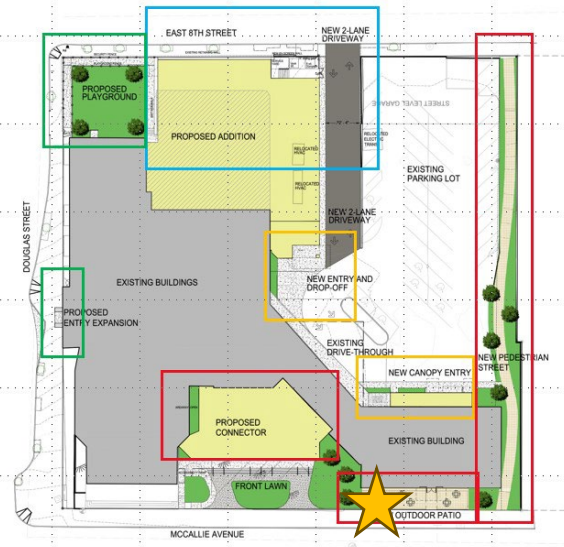 EAST 8TH STREET
NEW 2-LANE
DRIVEWAY
PROPOSED
PLAYGROUND
PROPOSED ADDITION
STREET LEVEL GARAGE
RELOCATED
HVAC
RELOCATED
ELECTRIC
TRANS
EXISTING
PARKING LOT
RELOCATED
HVAC
NEW 2-LANE
DRIVEWAY
DOUGLAS STREET
EXISTING BUILDINGS
NEW ENTRY AND
DROP-OFF
PROPOSED
ENTRY EXPANSION
EXISTING
DRIVE-THROUGH
NEW PEDESTRIAN
STREET
NEW CANOPY ENTRY
PROPOSED
CONNECTOR
EXISTING BUILDING
FRONT LAWN
OUTDOOR PATIO
MCCALLIE AVENUE